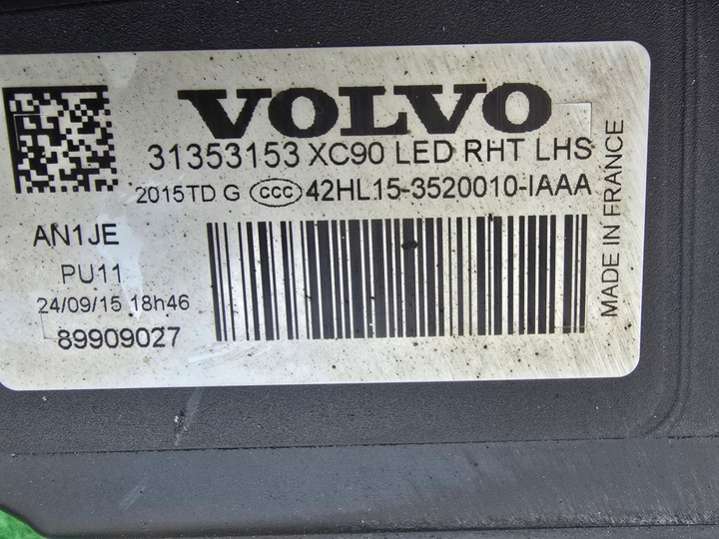 VOLVO
31353153 XC90 LED RHT LHS
2015TD G CCC 42HL15-3520010-IAAA
AN1JE
PU11
24/09/15 18h46
89909027
MADE IN FRANCE